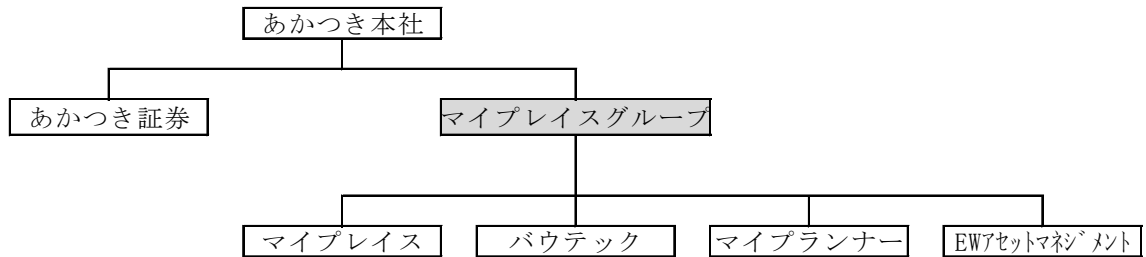 あかつき本社
あかつき証券
マイプレイスグループ
マイプレイス
バウテック
マイプランナー
EWアセットマネジメント